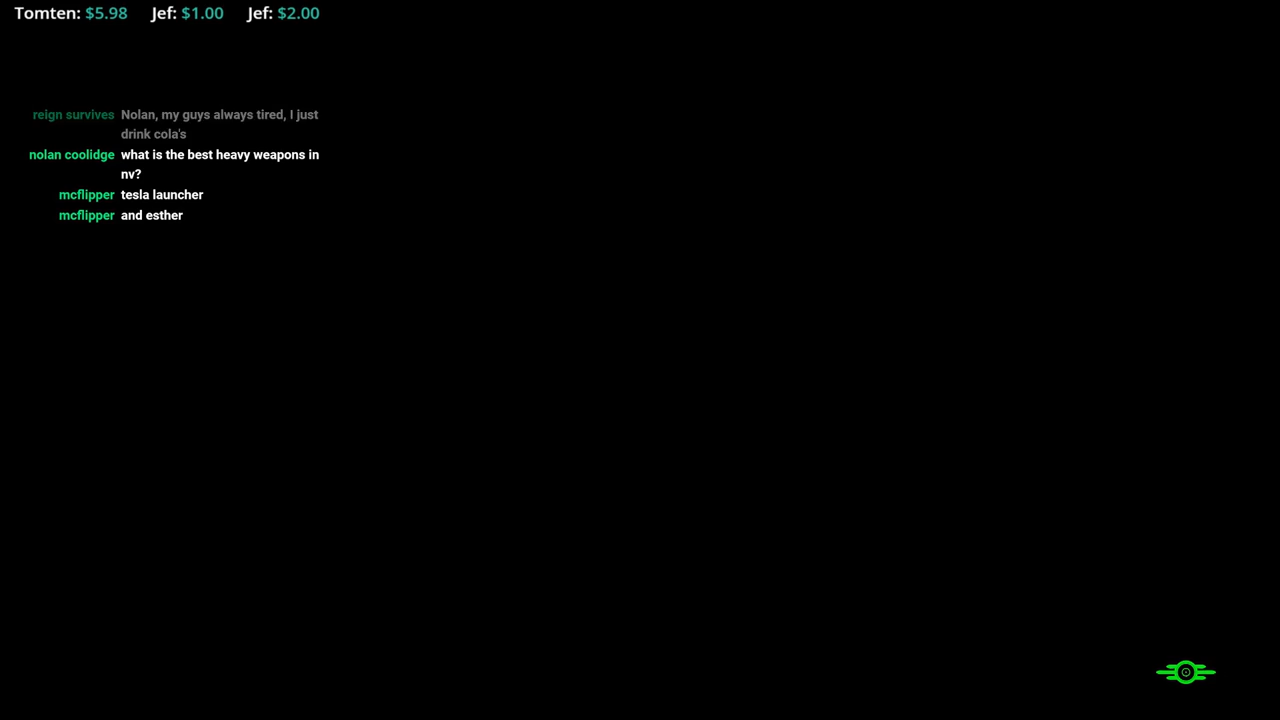 Tomten: $5.98 Jef: $1.00 Jef: $2.00
reign survives Nolan, my guys always tired, I just
drink cola's
nolan coolidge what is the best heavy weapons in
nv?
mcflipper tesla launcher
mcflipper and esther